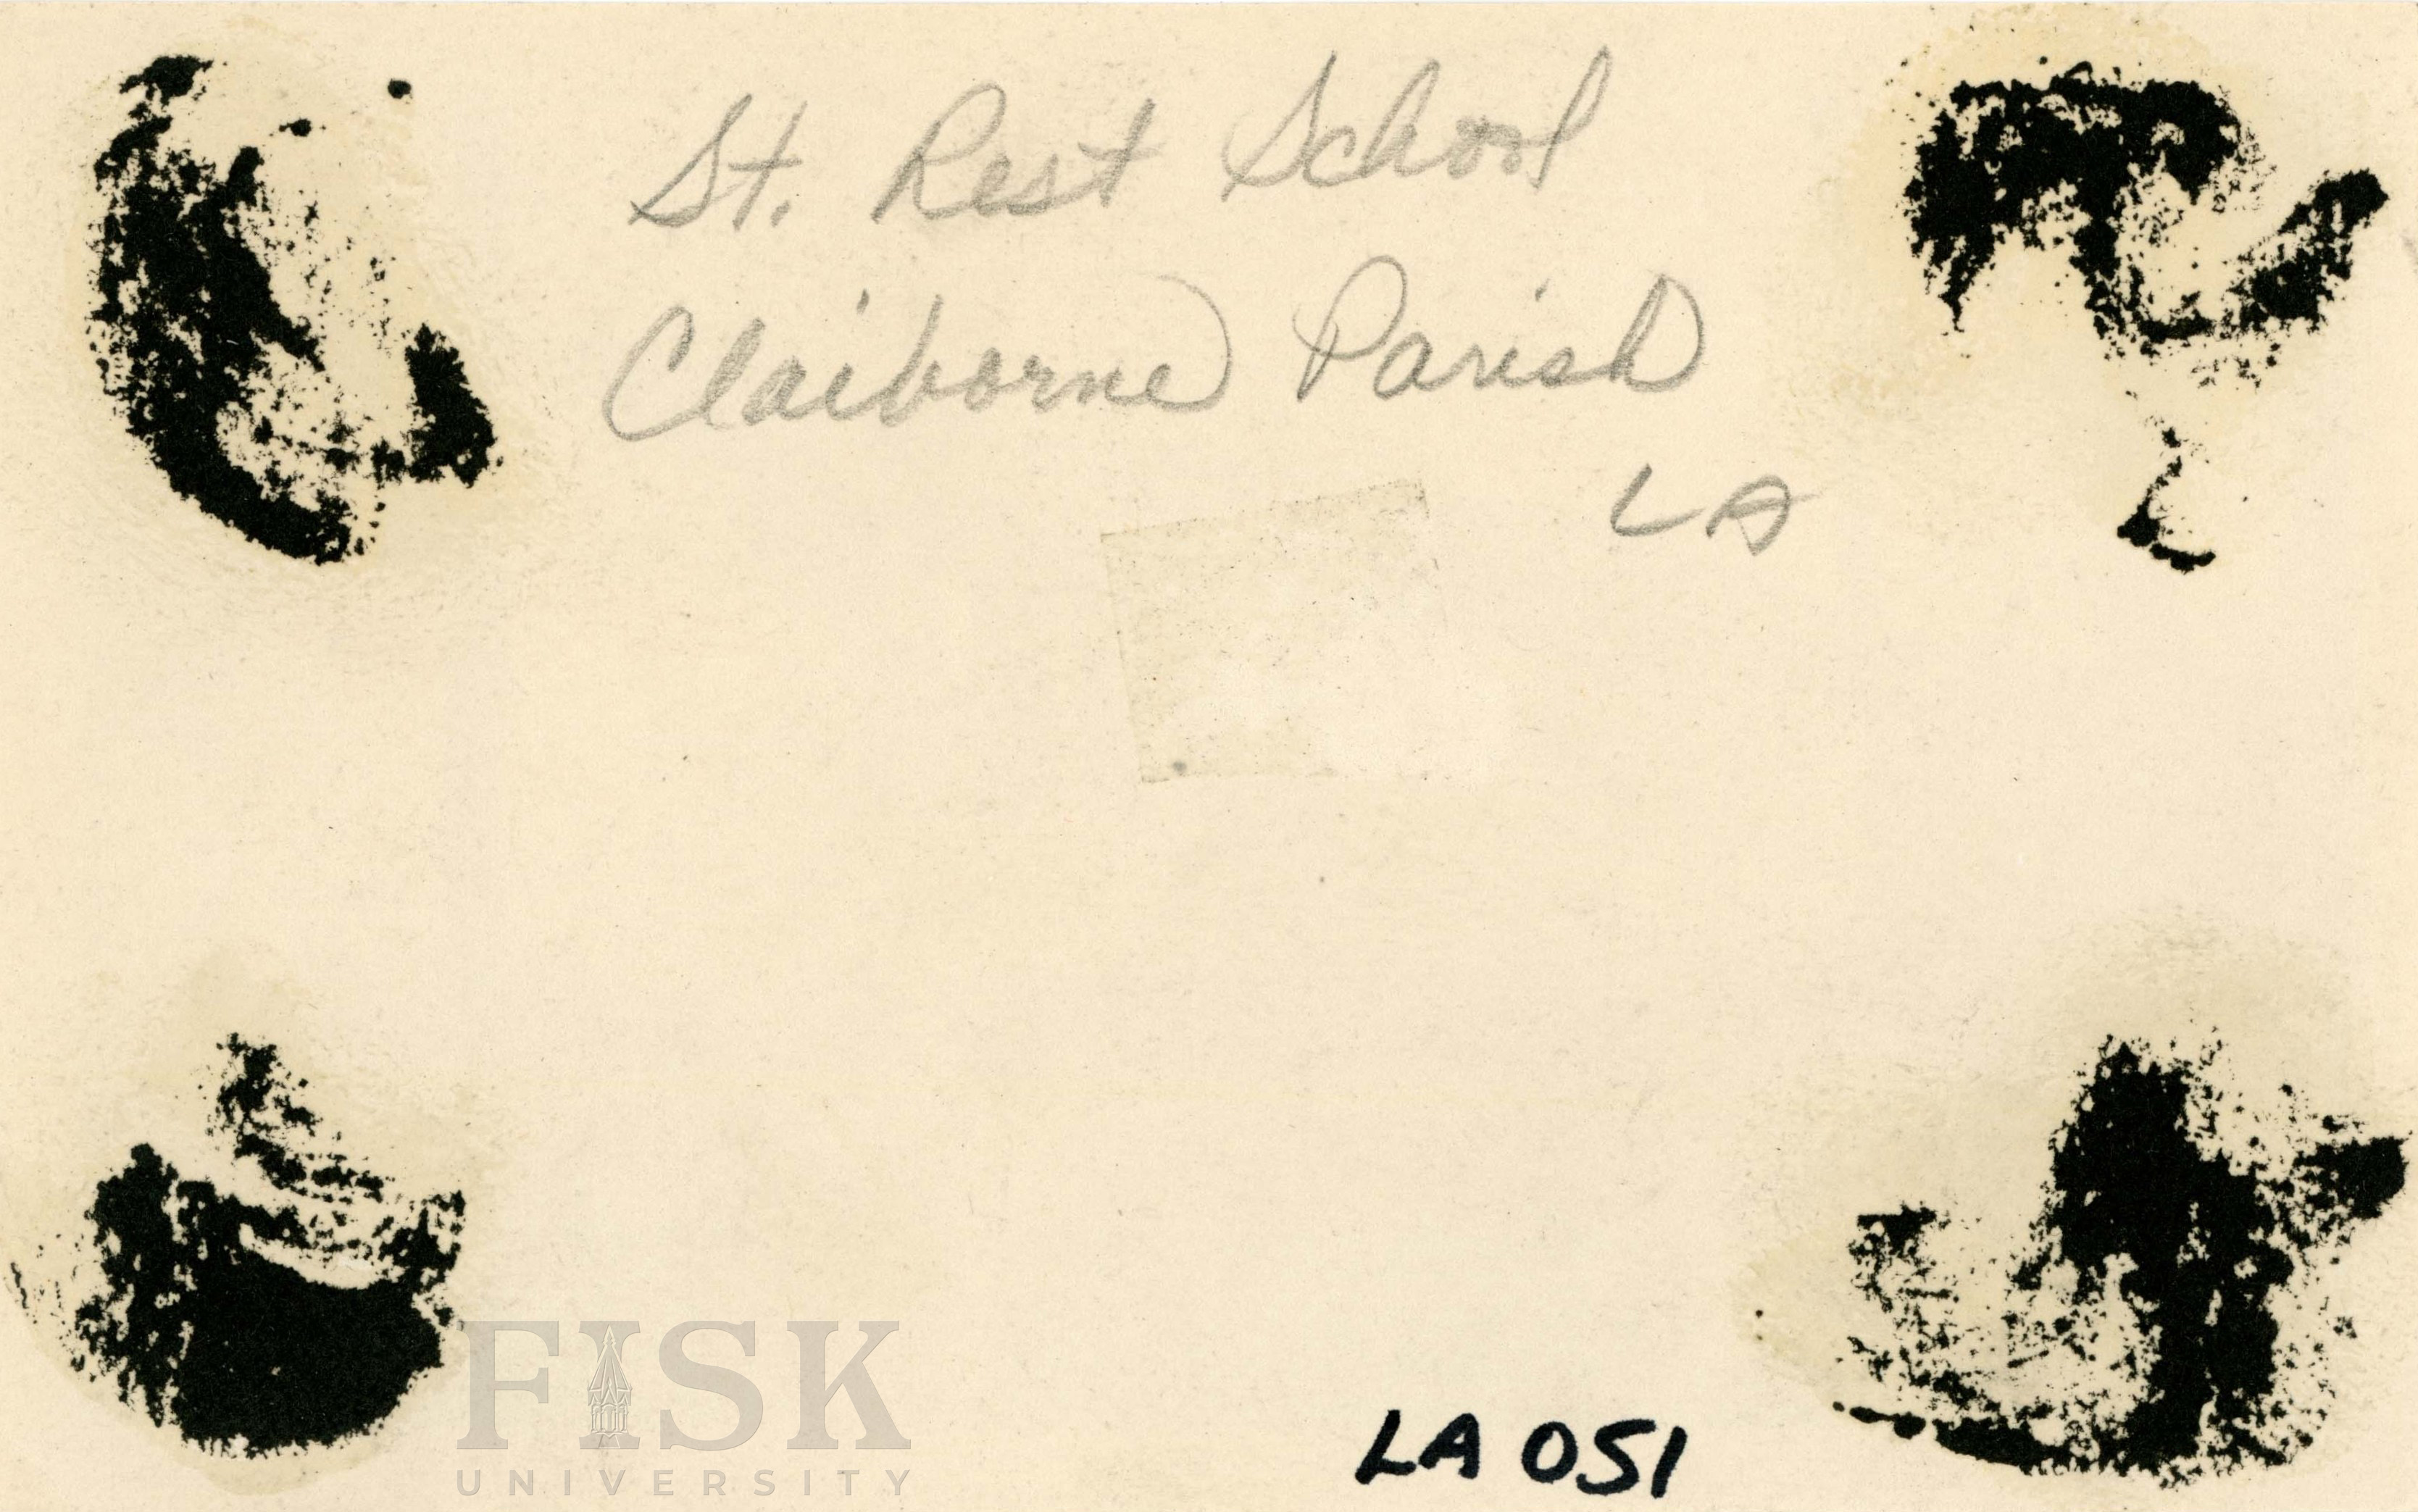 St. Rest School
Claiborne Parish
LA
FISK
UNIVERSITY
LA 051